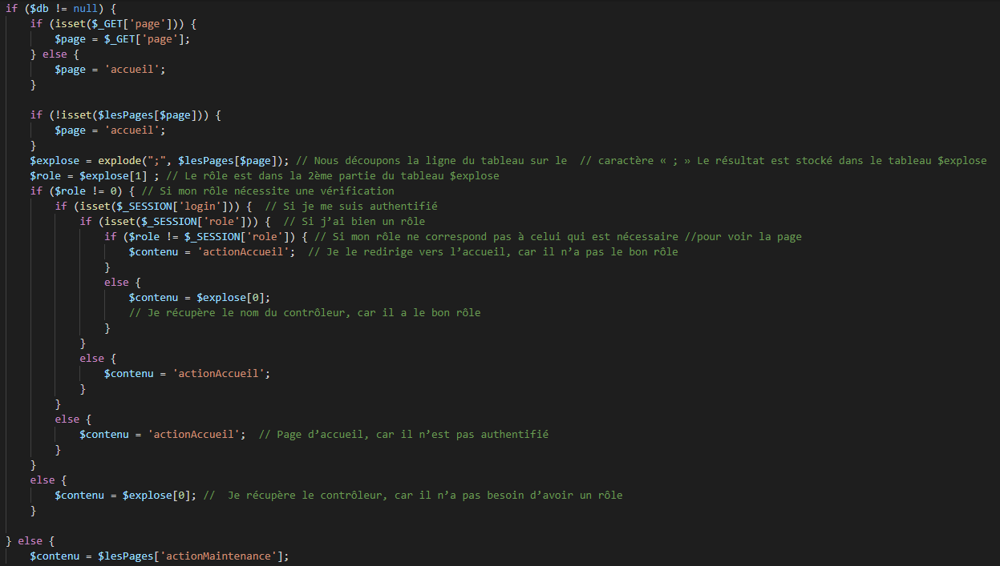 if ($db != null) {
    if (isset($_GET['page'])) {
        $page = $_GET['page'];
    } else {
        $page = 'accueil';
    }

    if (!isset($lesPages[$page])) {
        $page = 'accueil';
    }
    $explose = explode(";", $lesPages[$page]); // Nous découpons la ligne du tableau sur le  // caractère « ; » Le résultat est stocké dans le tableau $explose
    $role = $explose[1] ; // Le rôle est dans la 2ème partie du tableau $explose
    if ($role != 0) { // Si mon rôle nécessite une vérification
        if (isset($_SESSION['login'])) {  // Si je me suis authentifié
            if (isset($_SESSION['role'])) {  // Si j’ai bien un rôle
                if ($role != $_SESSION['role']) { // Si mon rôle ne correspond pas à celui qui est nécessaire //pour voir la page
                    $contenu = 'actionAccueil';  // Je le redirige vers l’accueil, car il n’a pas le bon rôle
                }
                else {
                    $contenu = $explose[0];
                    // Je récupère le nom du contrôleur, car il a le bon rôle
                }
            }
            else {
                $contenu = 'actionAccueil';
            }
        }
        else {
            $contenu = 'actionAccueil';  // Page d’accueil, car il n’est pas authentifié
        }
    }
    else {
        $contenu = $explose[0]; //  Je récupère le contrôleur, car il n’a pas besoin d’avoir un rôle
    }

} else {
    $contenu = $lesPages['actionMaintenance'];